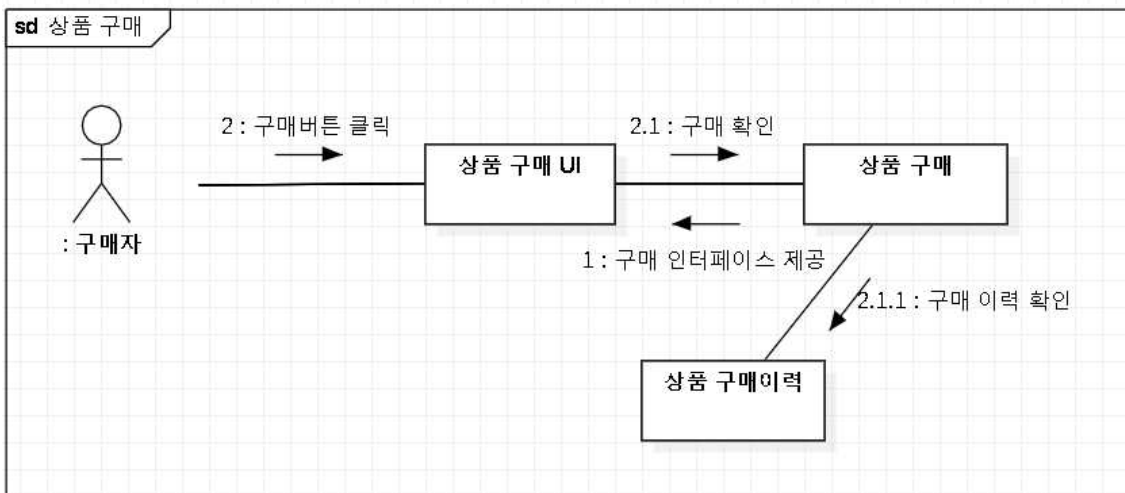 sd 상품 구매
2 : 구매버튼 클릭
2.1 : 구매 확인
상품 구매 UI
상품 구매
: 구매자
1 : 구매 인터페이스 제공
2.1.1 : 구매 이력 확인
상품 구매이력